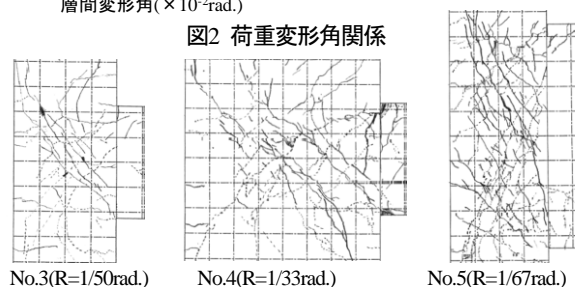 層間変形角(×10⁻²rad.)
図2 荷重変形角関係
No.3(R=1/50rad.)
No.4(R=1/33rad.)
No.5(R=1/67rad.)